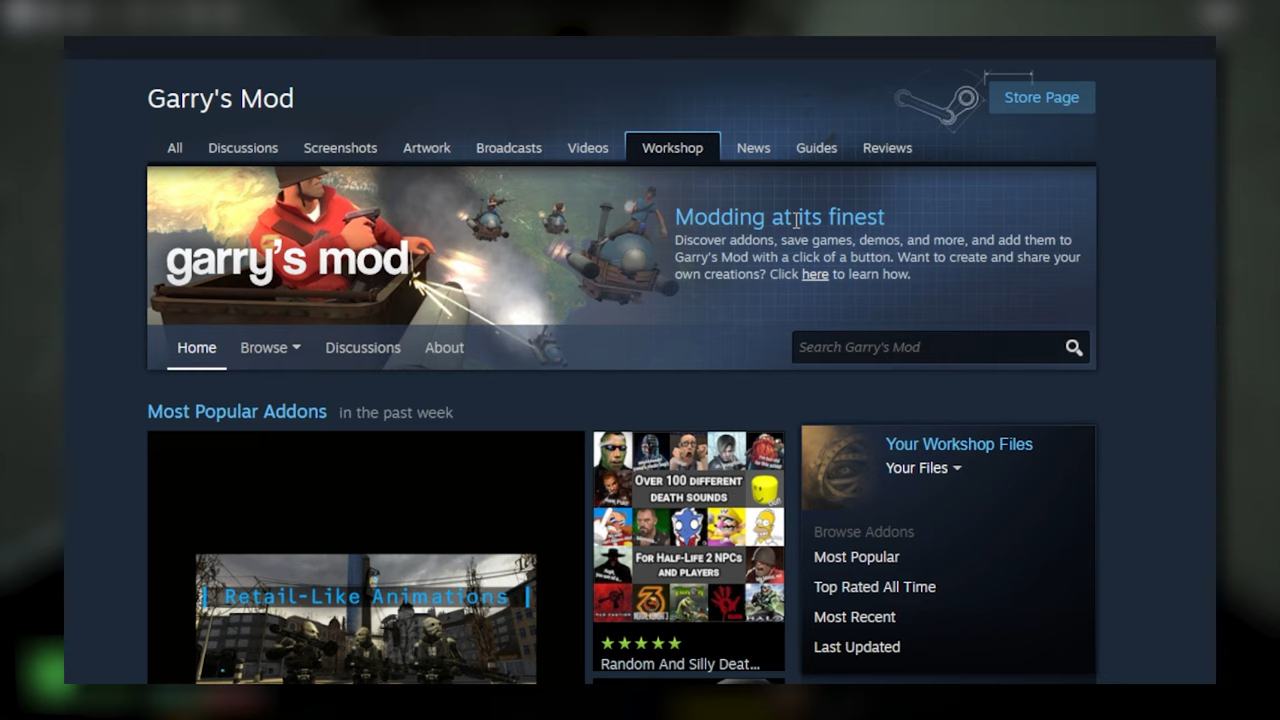 Garry's Mod
Store Page
All Discussions Screenshots Artwork Broadcasts Videos Workshop News Guides Reviews
garry's mod
Modding at its finest
Discover addons, save games, demos, and more, and add them to
Garry's Mod with a click of a button. Want to create and share your
own creations? Click here to learn how.
Home Browse Discussions About
Search Garry's Mod
Most Popular Addons in the past week
| Retail-Like Animations |
OVER 100 DIFFERENT
DEATH SOUNDS
FOR HALF-LIFE 2 NPCS
AND PLAYERS
Random And Silly Deat...
Your Workshop Files
Your Files
Browse Addons
Most Popular
Top Rated All Time
Most Recent
Last Updated